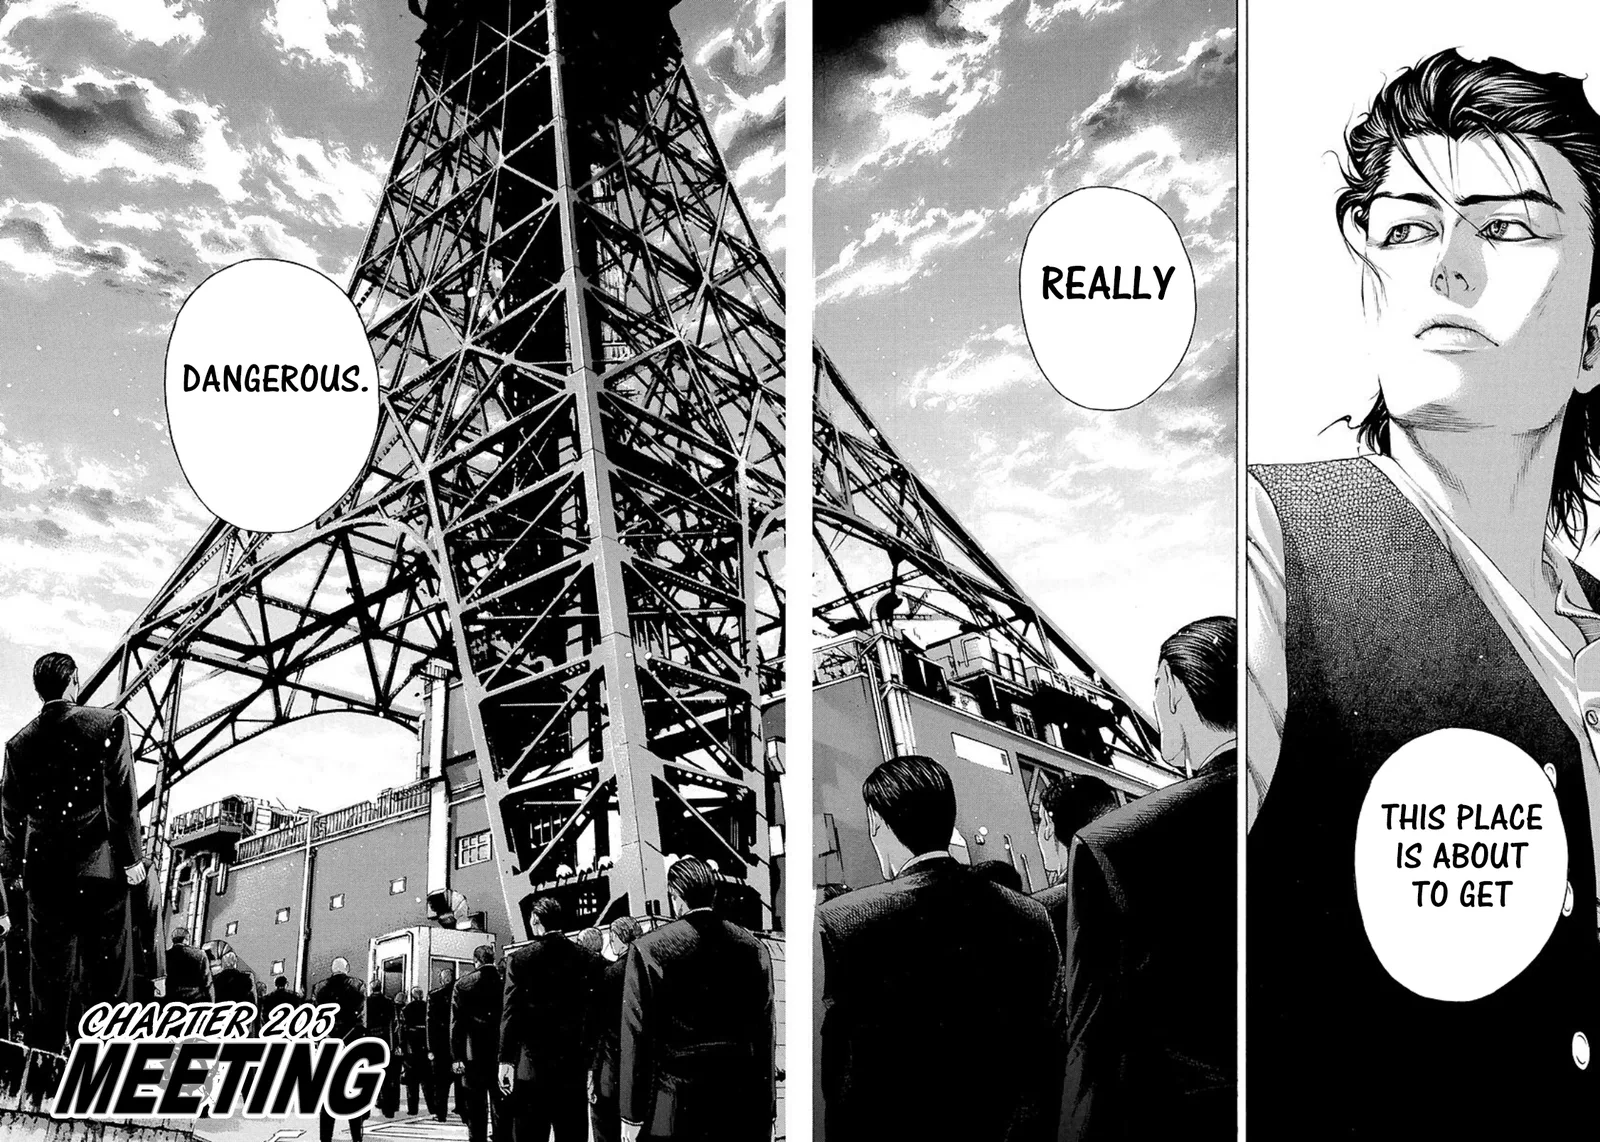 THIS PLACE
IS ABOUT
TO GET
REALLY
DANGEROUS.
CHAPTER 205
MEETING